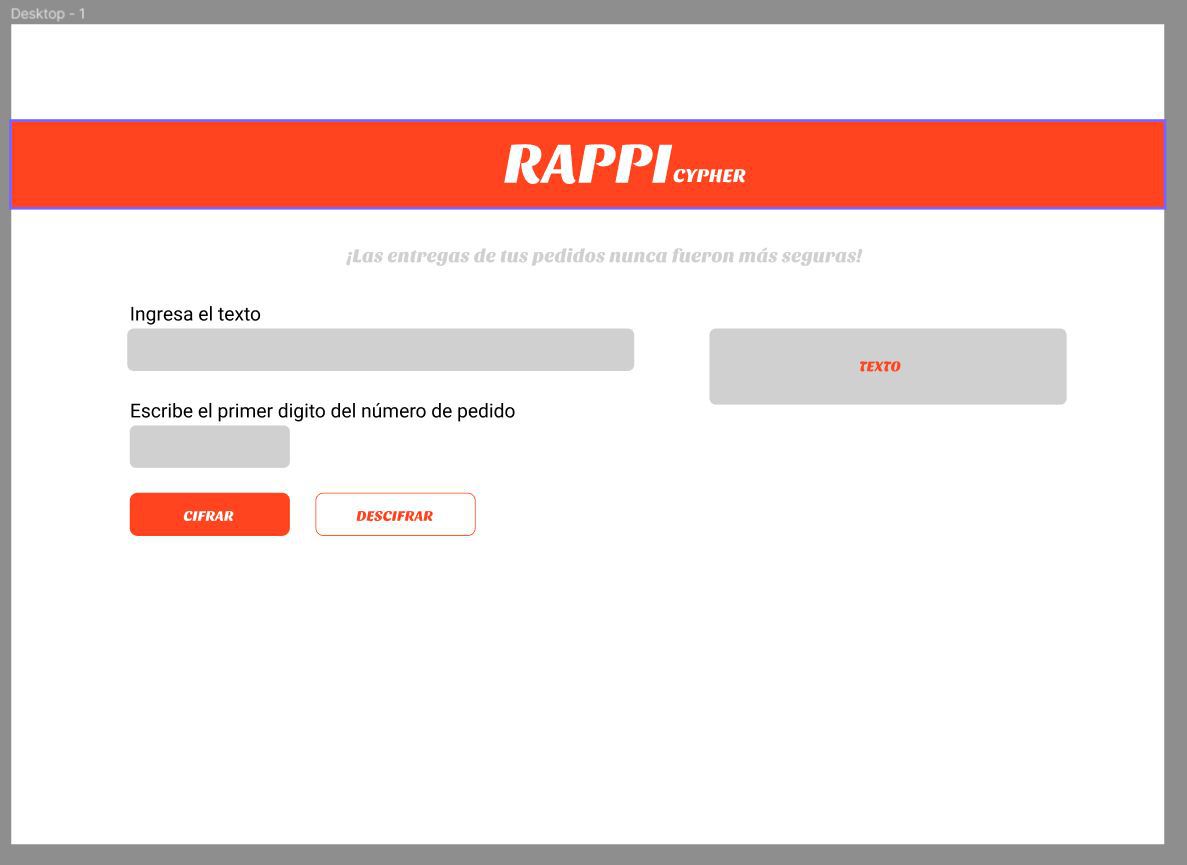 Desktop - 1
RAPPI CYPHER
¡Las entregas de tus pedidos nunca fueron más seguras!
Ingresa el texto
TEXTO
Escribe el primer digito del número de pedido
CIFRAR DESCIFRAR